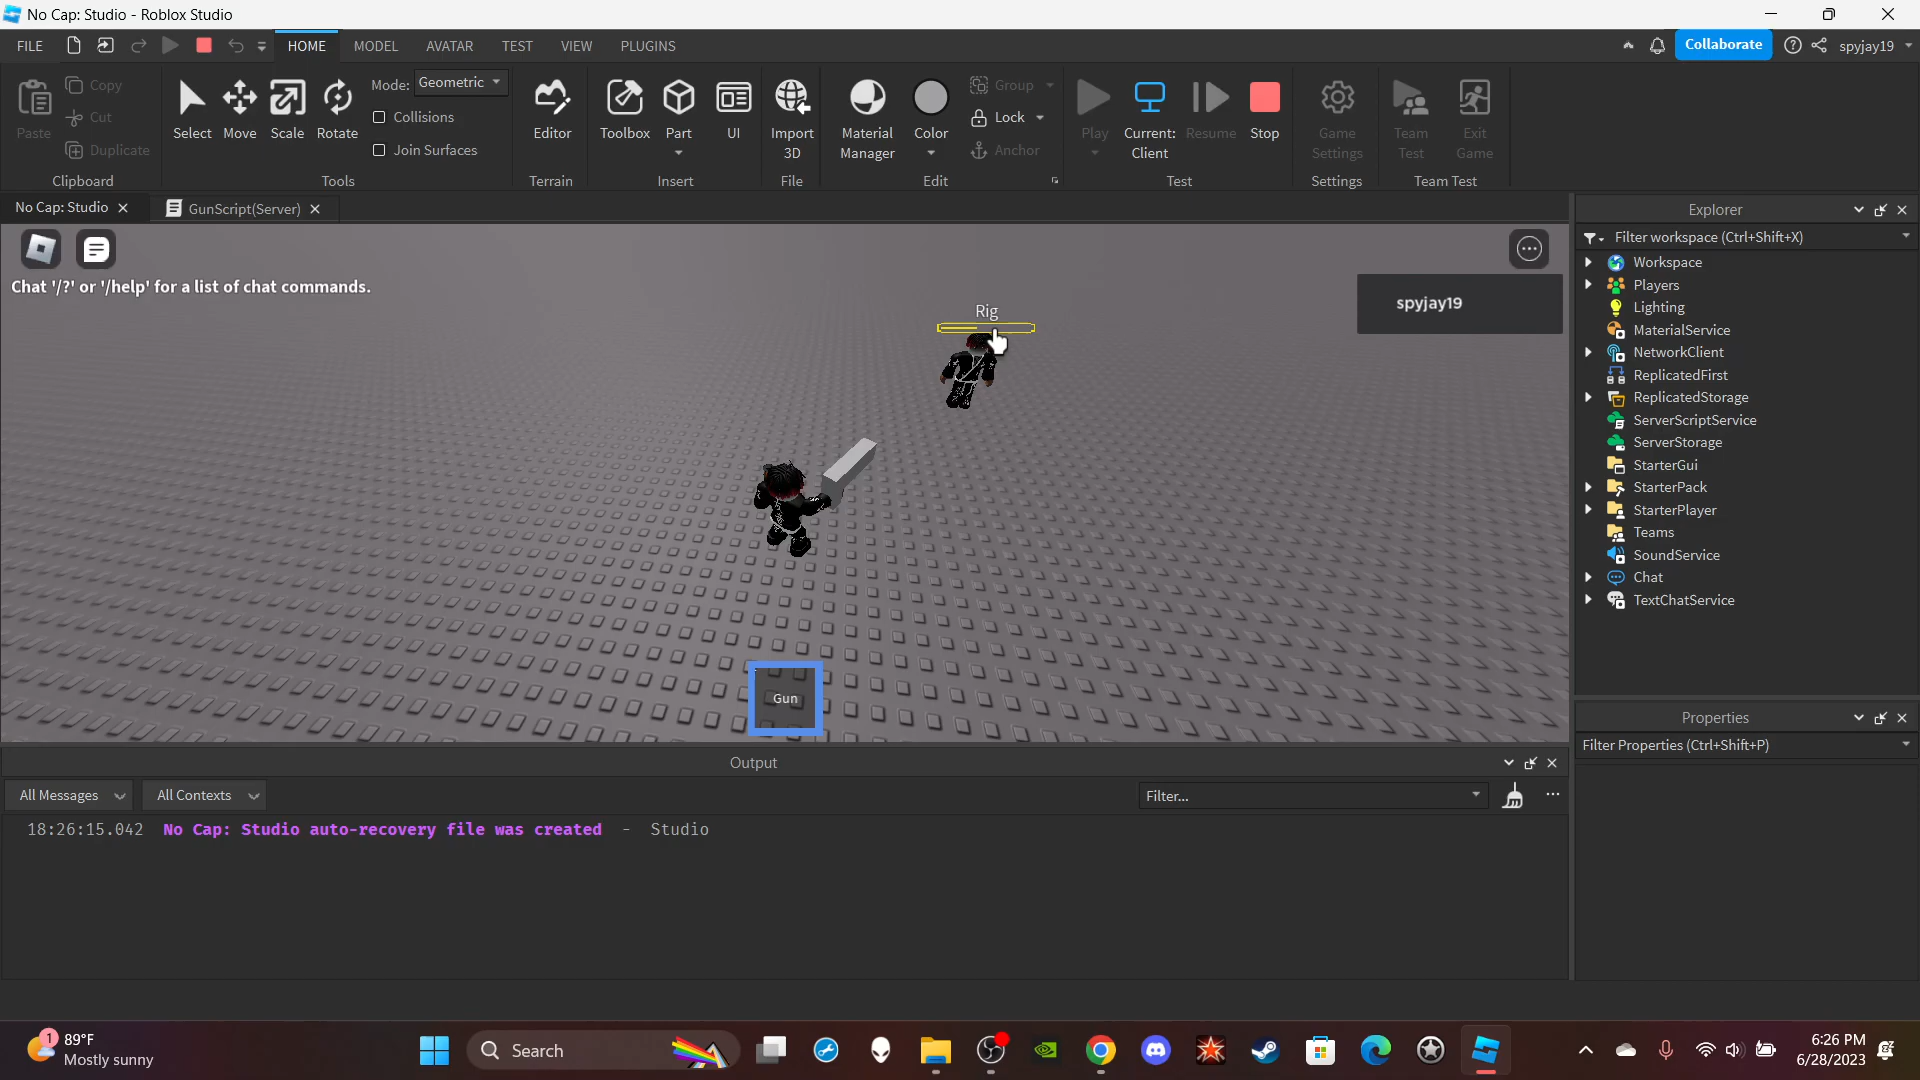 No Cap: Studio - Roblox Studio
FILE HOME MODEL AVATAR TEST VIEW PLUGINS Collaborate spyjay19
Paste Copy Cut Duplicate Clipboard
Select Move Scale Rotate Mode: Geometric Collisions Join Surfaces Tools
Editor Terrain
Toolbox Part UI Insert
Import 3D File
Material Manager Color Group Lock Anchor Edit
Play Current: Client Resume Stop Test
Game Settings Settings
Team Test Exit Game Team Test
No Cap: Studio GunScript(Server)
Chat '/?' or '/help' for a list of chat commands.
Rig
spyjay19
Gun
Explorer
Filter workspace (Ctrl+Shift+X)
Workspace
Players
Lighting
MaterialService
NetworkClient
ReplicatedFirst
ReplicatedStorage
ServerScriptService
ServerStorage
StarterGui
StarterPack
StarterPlayer
Teams
SoundService
Chat
TextChatService
Properties
Filter Properties (Ctrl+Shift+P)
Output
All Messages All Contexts Filter...
18:26:15.042 No Cap: Studio auto-recovery file was created - Studio
1 89°F
Mostly sunny
Search
6:26 PM
6/28/2023